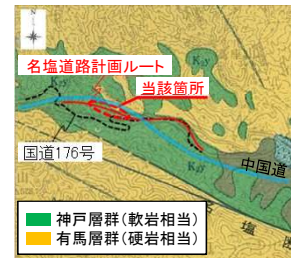 N
K2y
名塩道路計画ルート
当該箇所
国道176号
中国道
塩
神戸層群(軟岩相当)
有馬層群(硬岩相当)